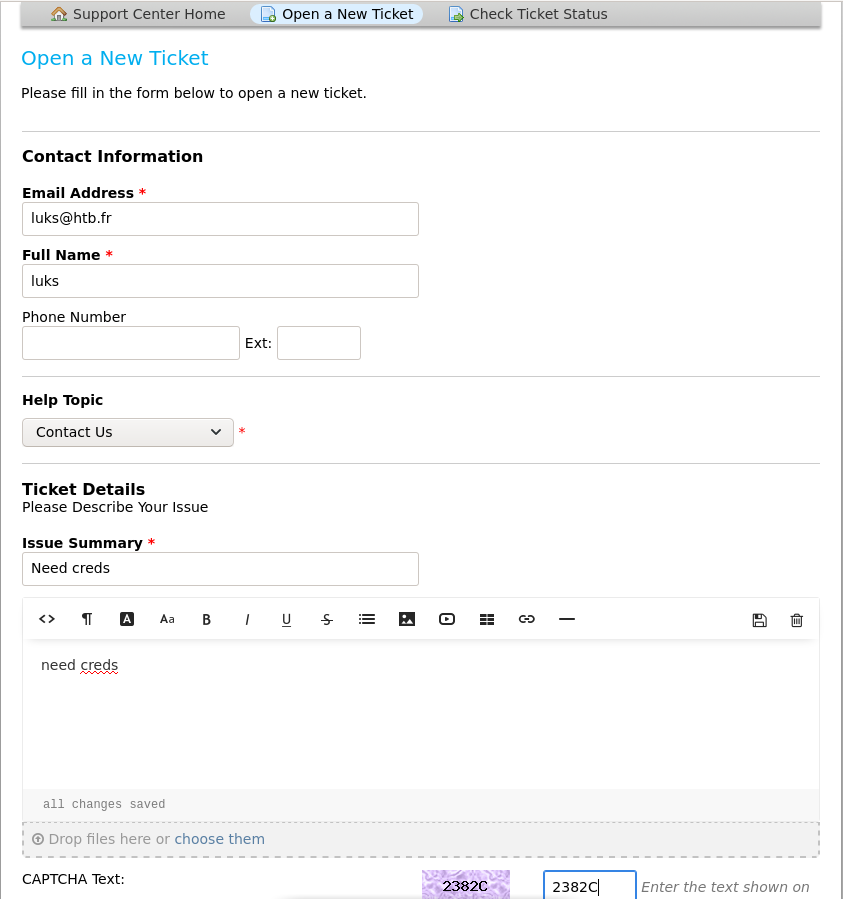 Support Center Home Open a New Ticket Check Ticket Status
Open a New Ticket
Please fill in the form below to open a new ticket.
Contact Information
Email Address *
luks@htb.fr
Full Name *
luks
Phone Number
Ext:
Help Topic
Contact Us *
Ticket Details
Please Describe Your Issue
Issue Summary *
Need creds
<> ¶ A Aa B I U S
need creds
all changes saved
Drop files here or choose them
CAPTCHA Text: 2382C 2382C Enter the text shown on